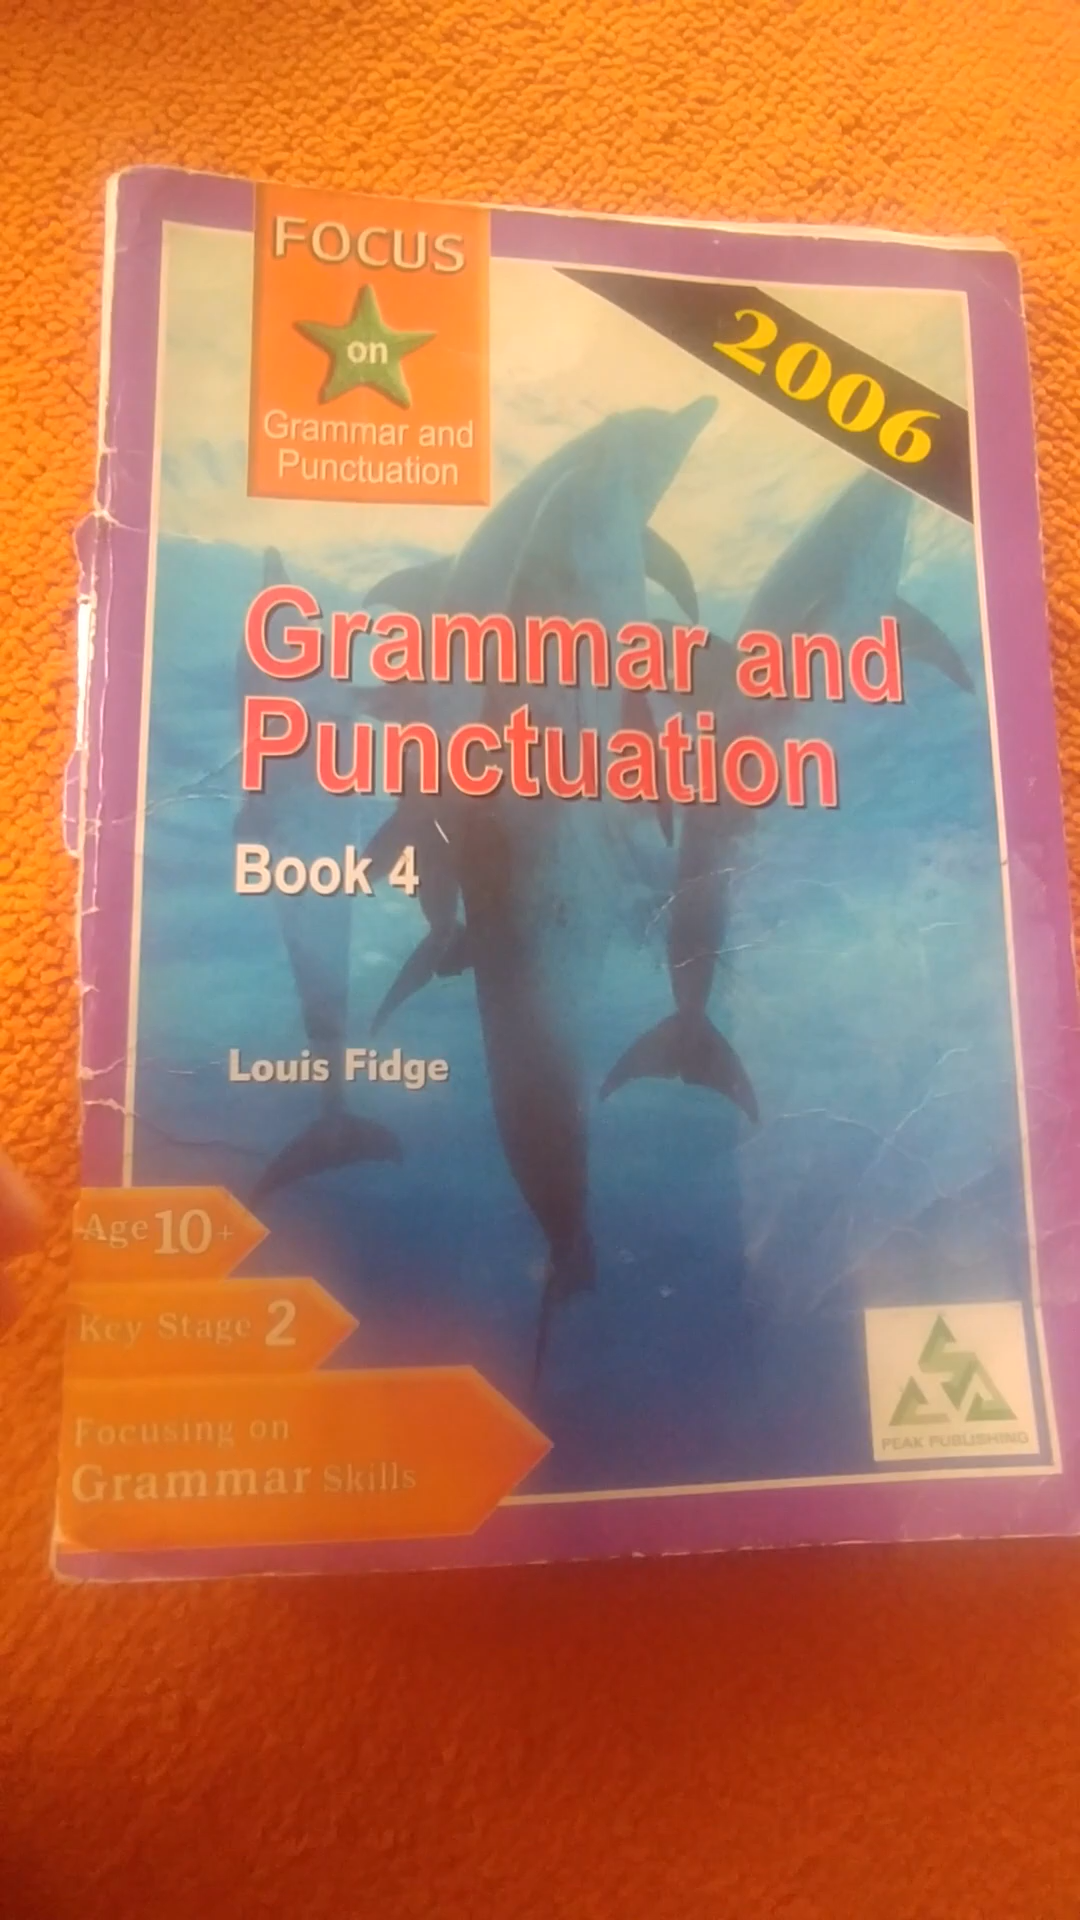 FOCUS
on
Grammar and
Punctuation
2006
Grammar and
Punctuation
Book 4
Louis Fidge
Age 10+
Key Stage 2
Focusing on
Grammar Skills
PEAK PUBLISHING